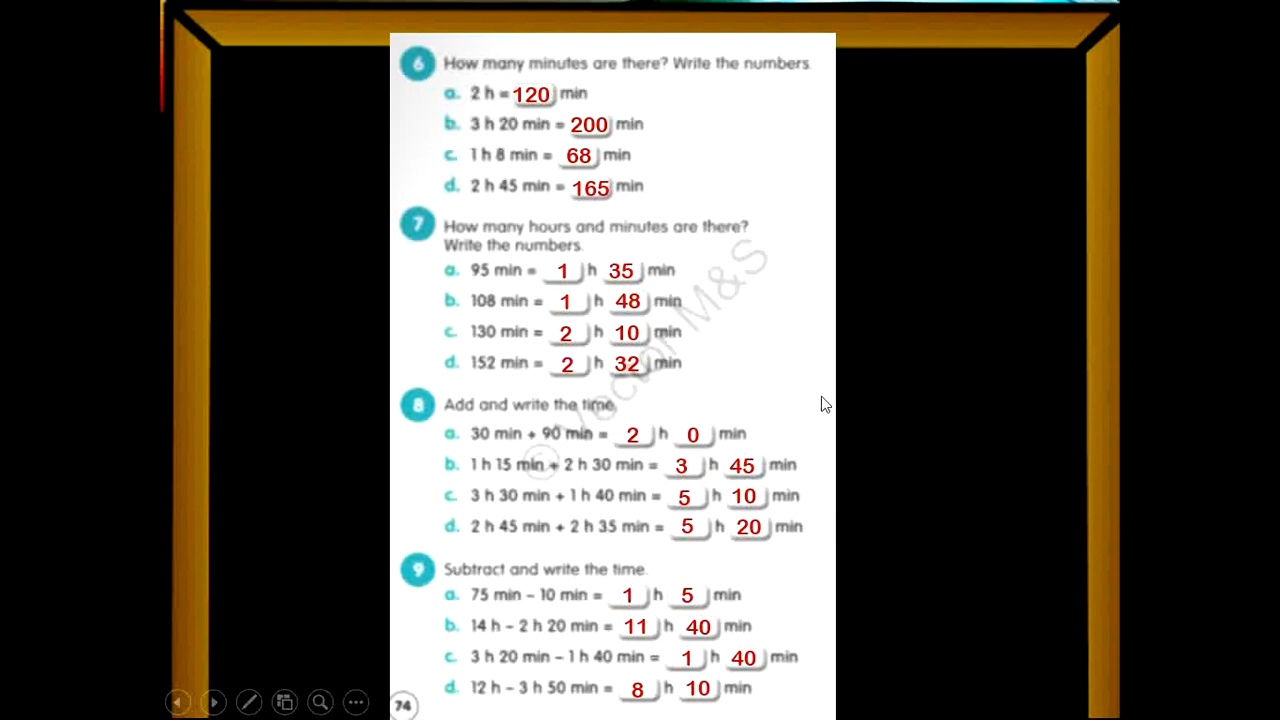 6 How many minutes are there? Write the numbers.
a. 2 h = 120 min
b. 3 h 20 min = 200 min
c. 1 h 8 min = 68 min
d. 2 h 45 min = 165 min
7 How many hours and minutes are there?
Write the numbers.
a. 95 min = 1 h 35 min
b. 108 min = 1 h 48 min
c. 130 min = 2 h 10 min
d. 152 min = 2 h 32 min
8 Add and write the time.
a. 30 min + 90 min = 2 h 0 min
b. 1 h 15 min + 2 h 30 min = 3 h 45 min
c. 3 h 30 min + 1 h 40 min = 5 h 10 min
d. 2 h 45 min + 2 h 35 min = 5 h 20 min
9 Subtract and write the time.
a. 75 min – 10 min = 1 h 5 min
b. 14 h – 2 h 20 min = 11 h 40 min
c. 3 h 20 min – 1 h 40 min = 1 h 40 min
d. 12 h – 3 h 50 min = 8 h 10 min
74
© Vector M&S